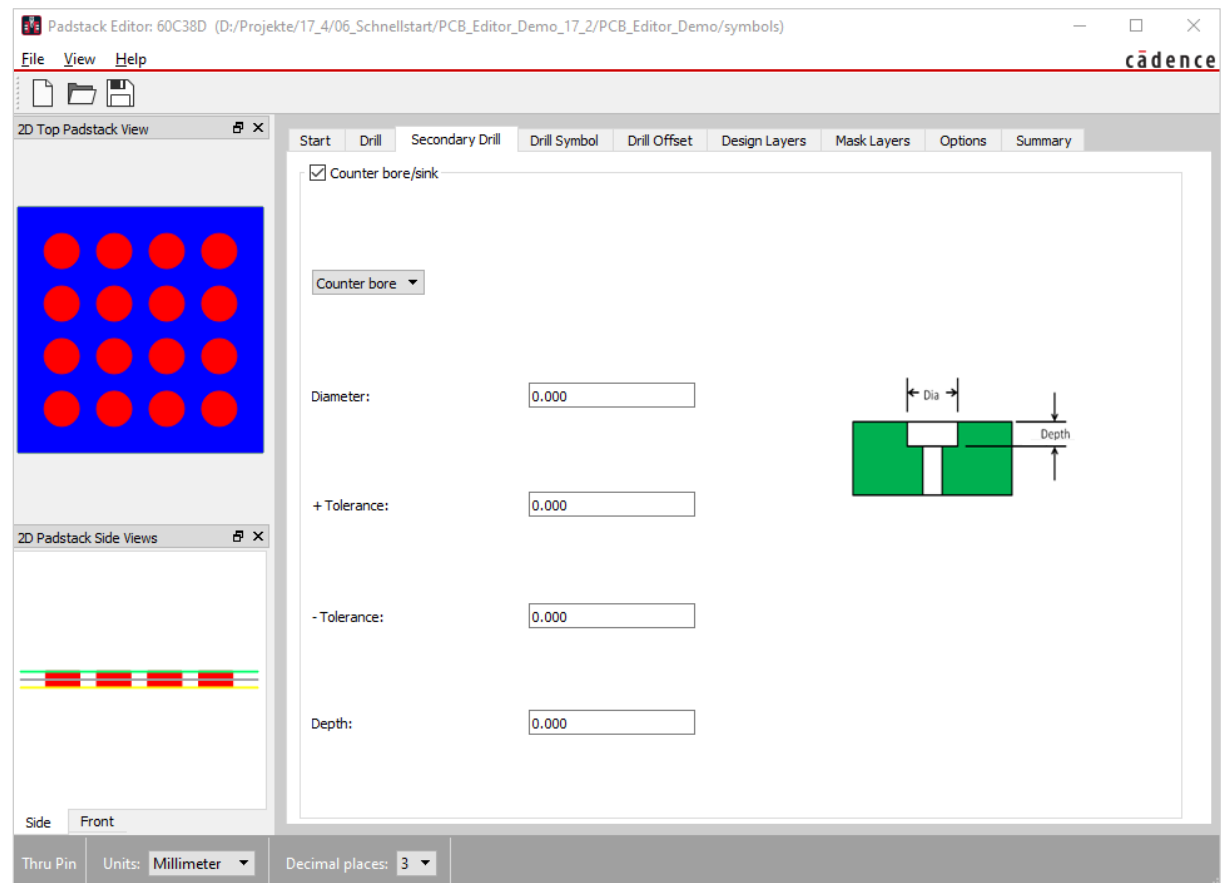 Padstack Editor: 60C38D (D:/Projekte/17_4/06_Schnellstart/PCB_Editor_Demo_17_2/PCB_Editor_Demo/symbols)
File View Help
cādence
2D Top Padstack View
Start Drill Secondary Drill Drill Symbol Drill Offset Design Layers Mask Layers Options Summary
Counter bore/sink
Counter bore
Diameter: 0.000
Dia
Depth
+ Tolerance: 0.000
2D Padstack Side Views
- Tolerance: 0.000
Depth: 0.000
Side Front
Thru Pin Units: Millimeter Decimal places: 3